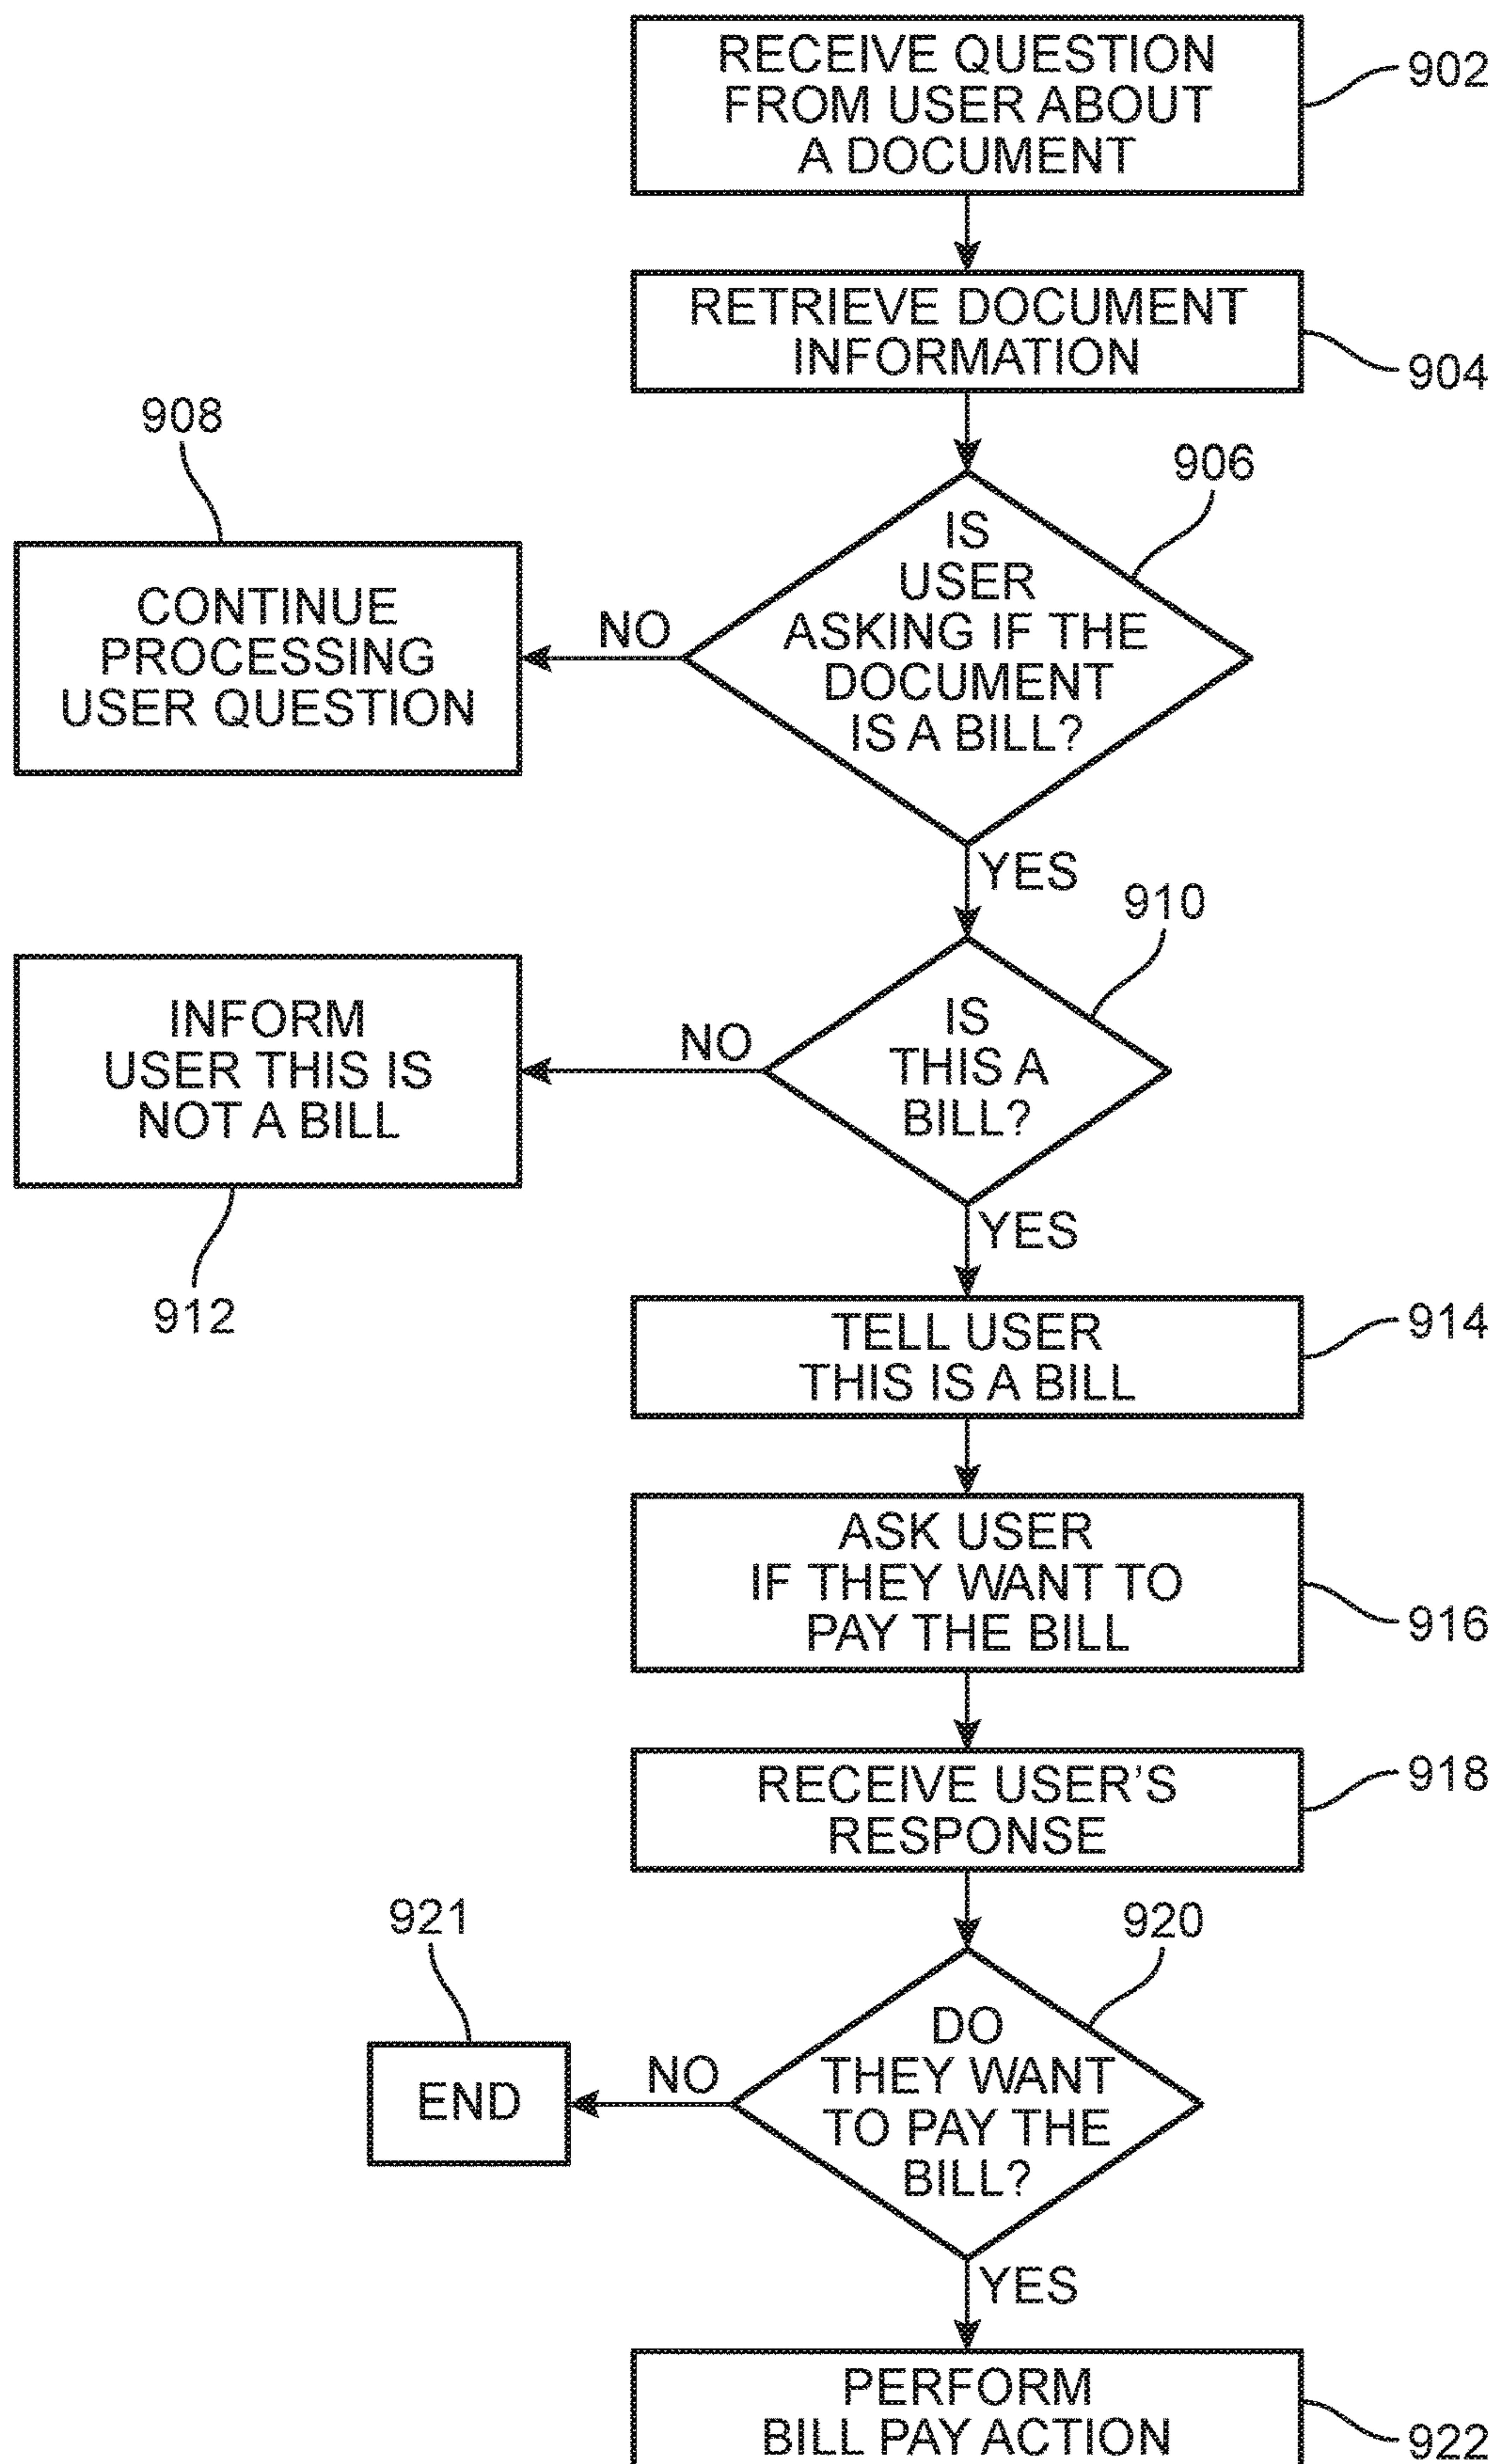 RECEIVE QUESTION
FROM USER ABOUT
A DOCUMENT
902
RETRIEVE DOCUMENT
INFORMATION
904
908
906
IS
USER
ASKING IF THE
DOCUMENT
IS A BILL?
NO
CONTINUE
PROCESSING
USER QUESTION
YES
910
IS
THIS A
BILL?
NO
INFORM
USER THIS IS
NOT A BILL
912
YES
TELL USER
THIS IS A BILL
914
ASK USER
IF THEY WANT TO
PAY THE BILL
916
RECEIVE USER'S
RESPONSE
918
921
920
DO
THEY WANT
TO PAY THE
BILL?
NO
END
YES
PERFORM
BILL PAY ACTION
922